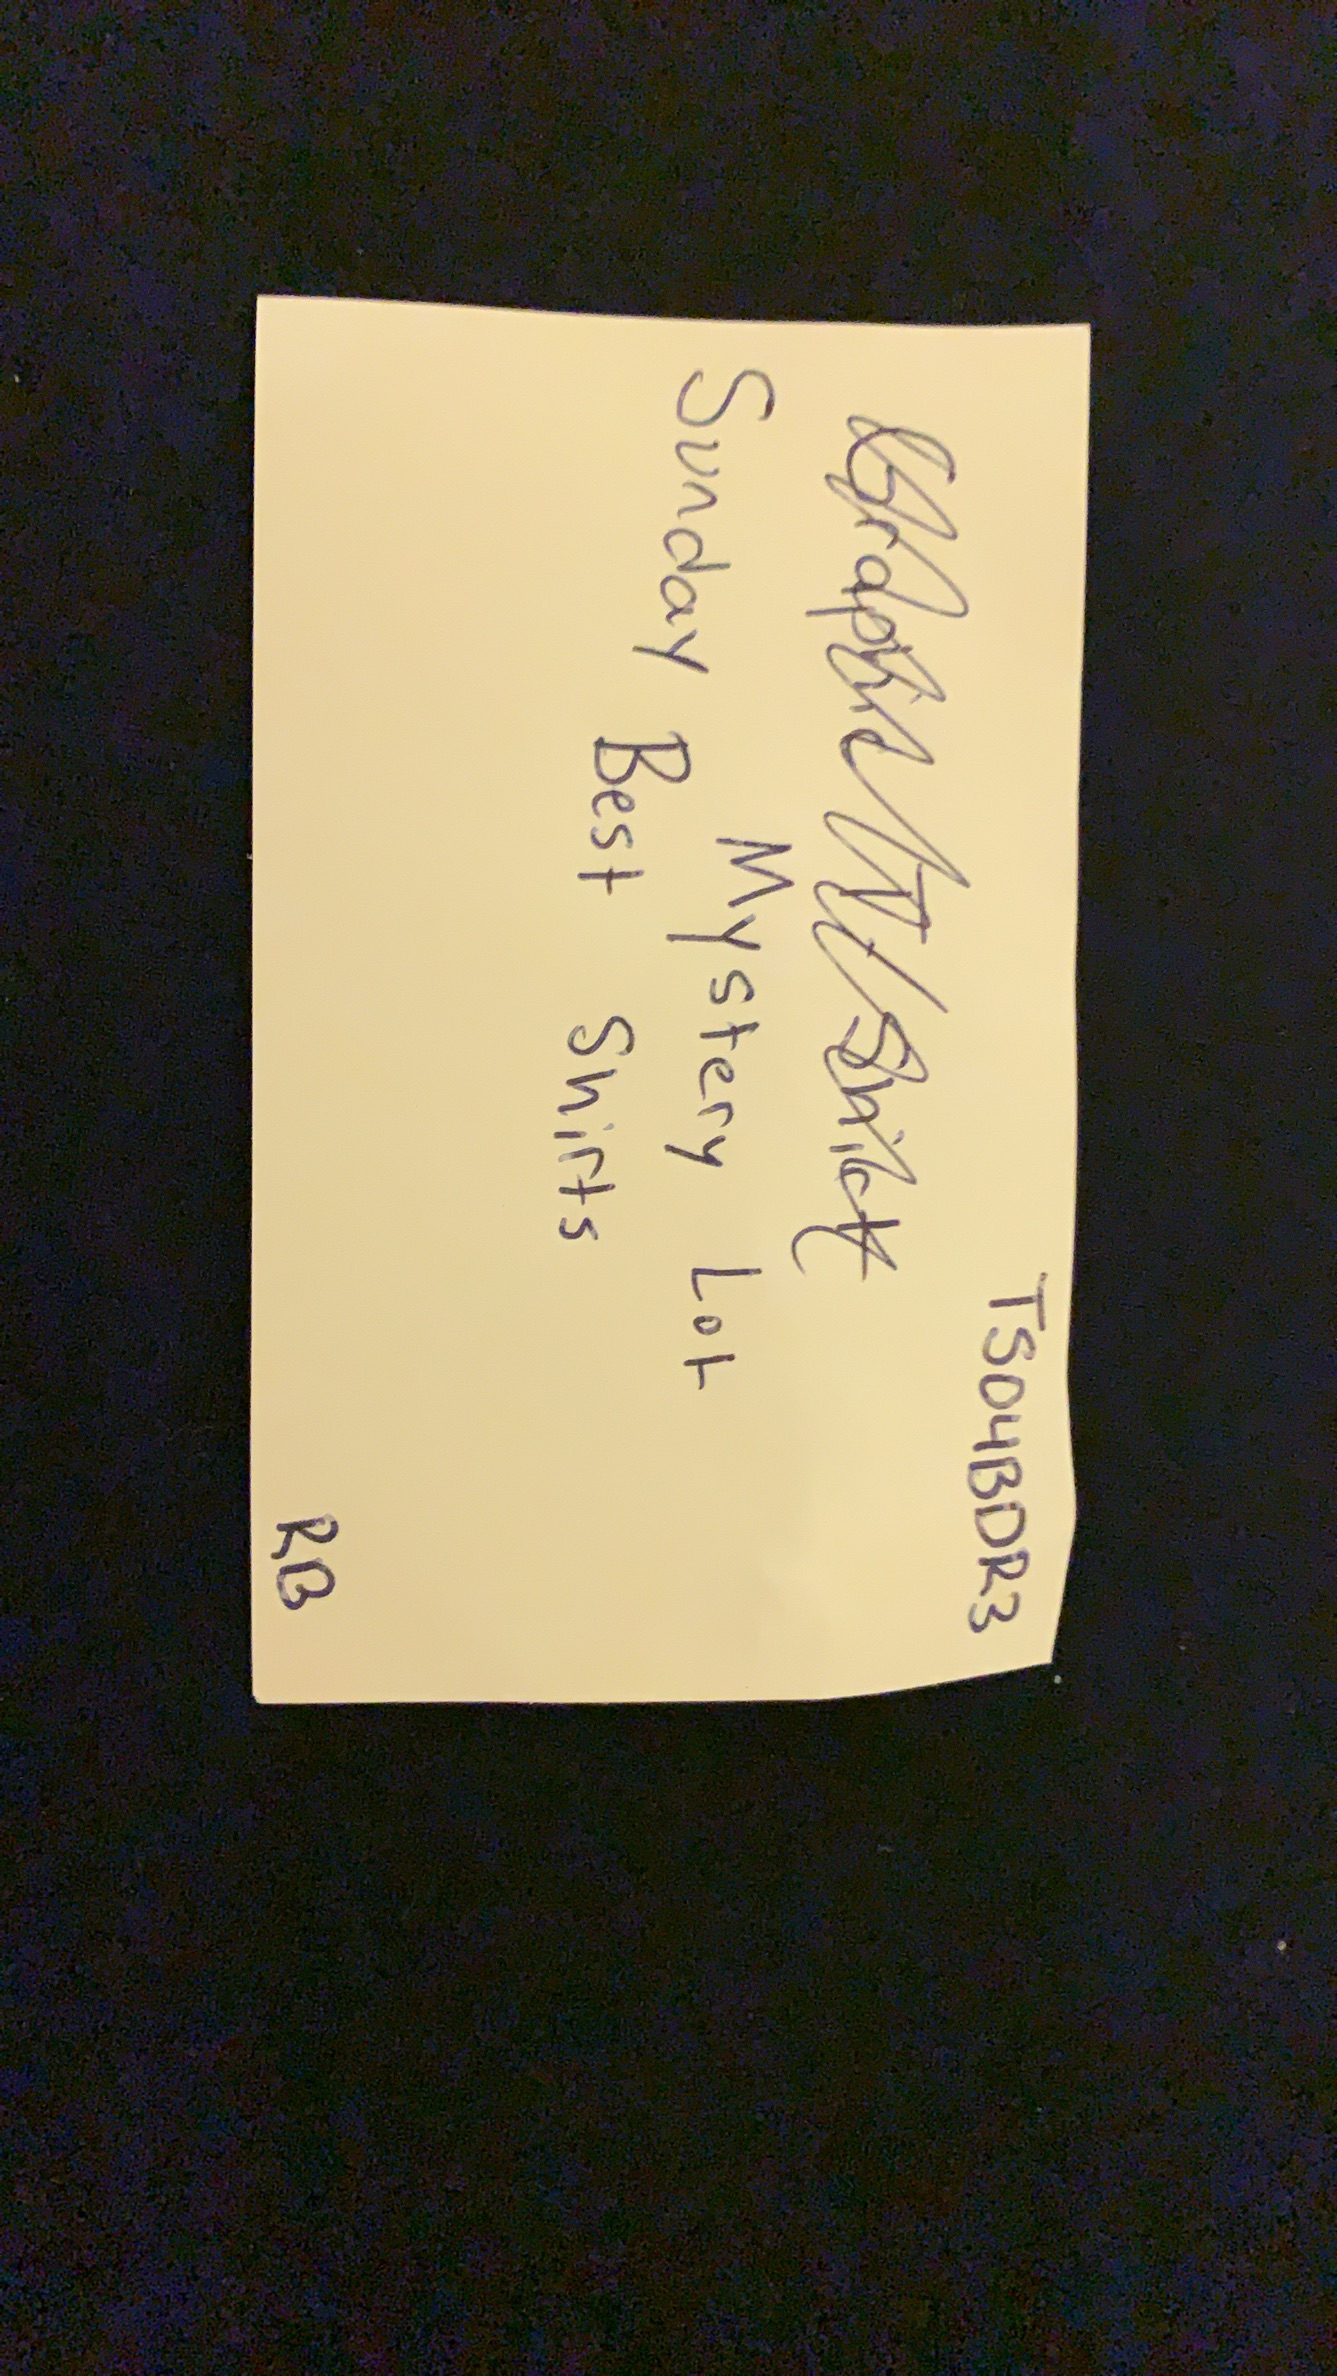 TS04BDR3
Graphic T Shirt
Mystery Lot
Sunday Best Shirts
RB